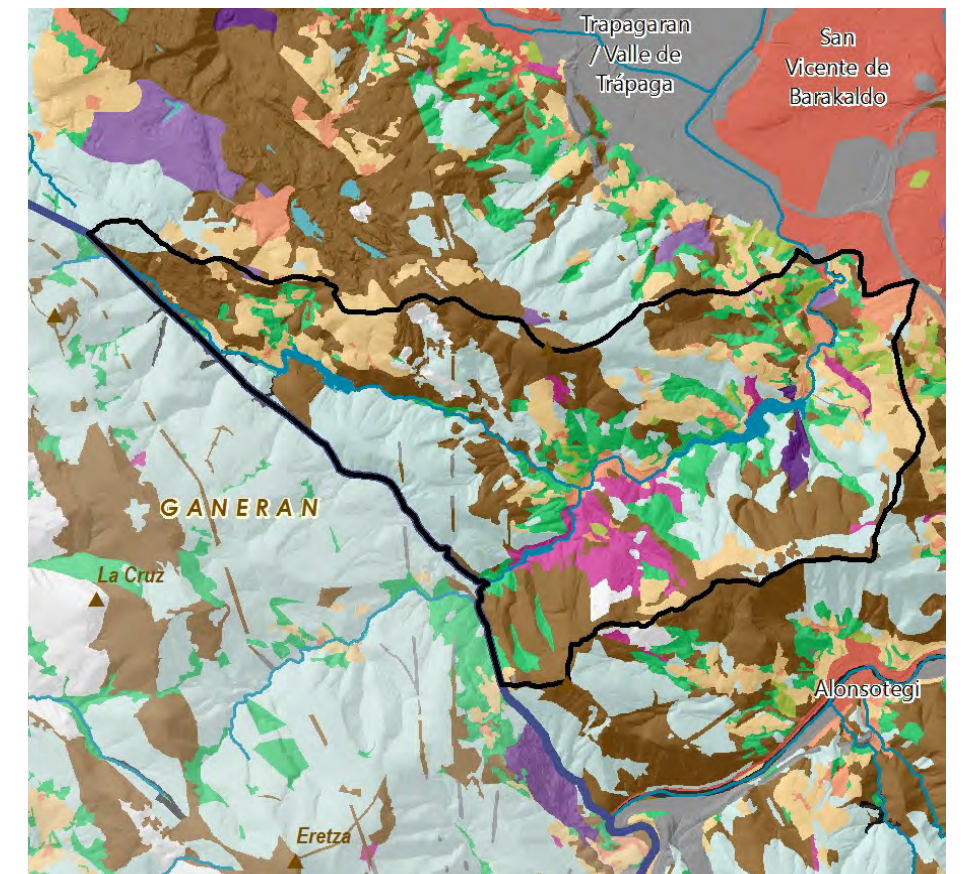 Trapagaran
/ Valle de
Trápaga
San
Vicente de
Barakaldo
GANERAN
La Cruz
Alonsotegi
Eretza